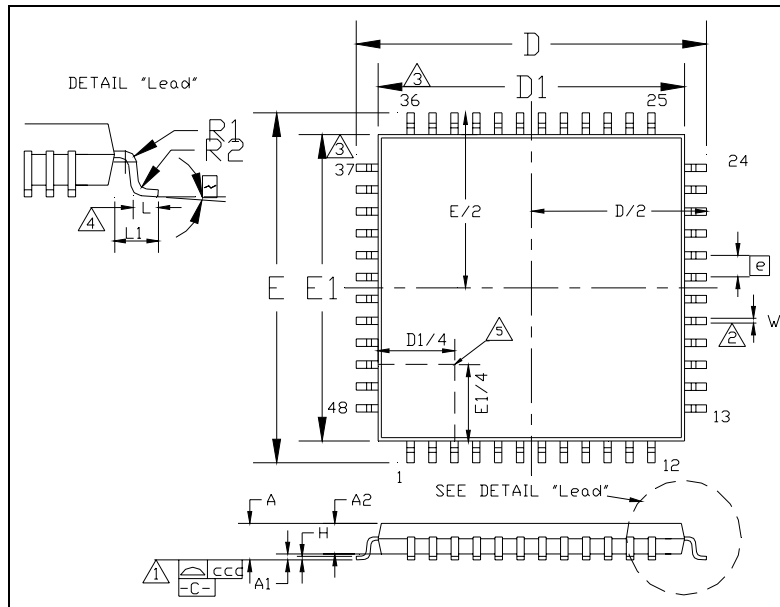 D
DETAIL "Lead"
3
D1
36
25
R1
R2
3
37
24
E/2
D/2
4
L
L1
E
E1
e
W
2
D1/4
5
E1/4
48
13
1
12
SEE DETAIL "Lead"
A
A2
H
1
ccc
A1
-C-